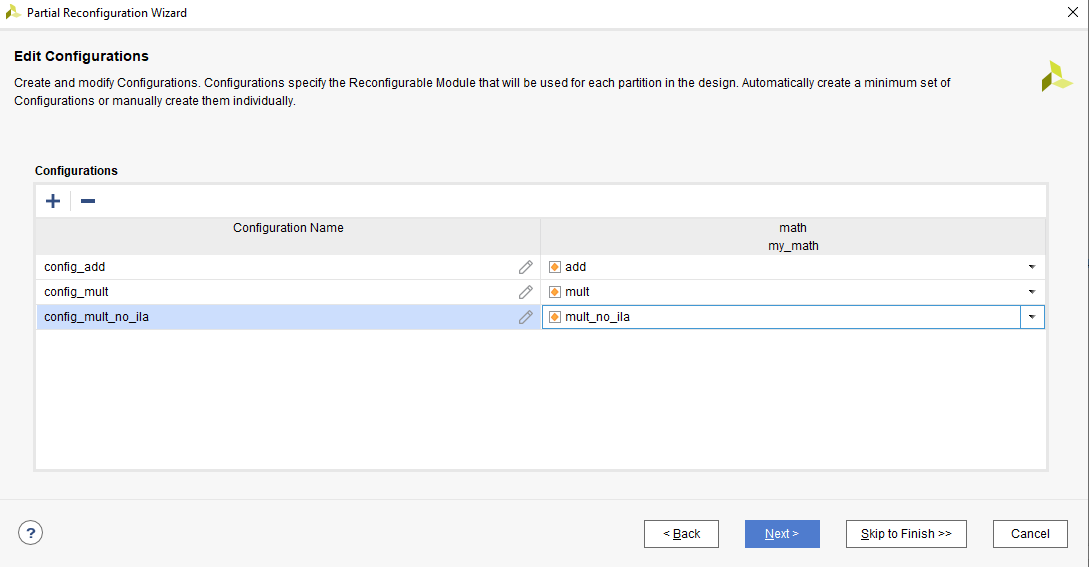 Partial Reconfiguration Wizard
Edit Configurations
Create and modify Configurations. Configurations specify the Reconfigurable Module that will be used for each partition in the design. Automatically create a minimum set of
Configurations or manually create them individually.
Configurations
Configuration Name
math
my_math
config_add
add
config_mult
mult
config_mult_no_ila
mult_no_ila
?
< Back
Next >
Skip to Finish >>
Cancel